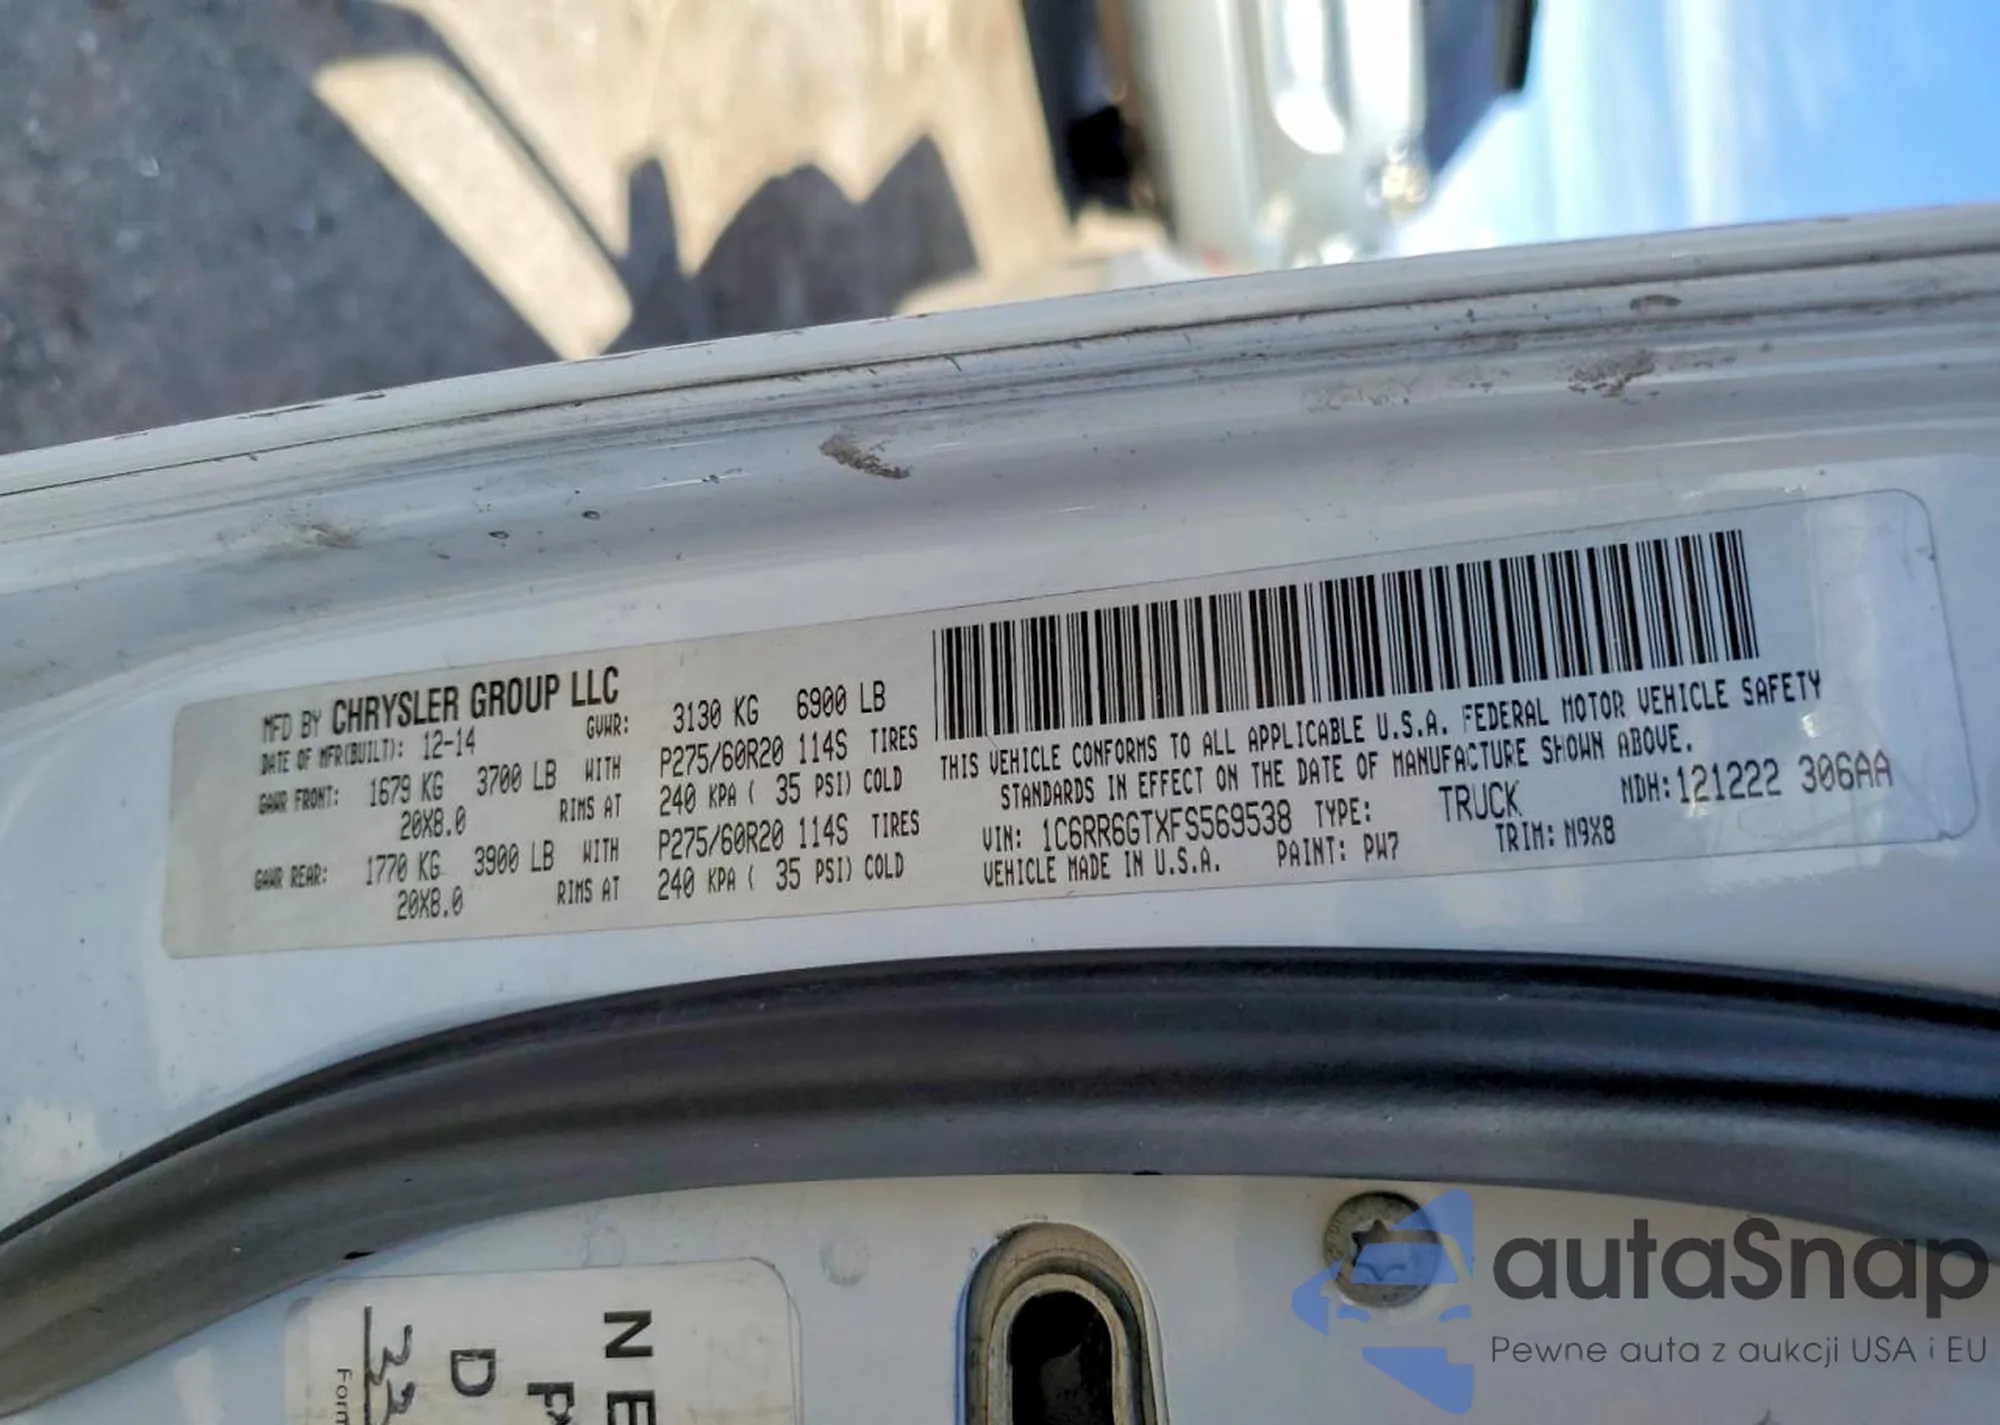 MFD BY CHRYSLER GROUP LLC
DATE OF MFR(BUILT): 12-14 GVWR: 3130 KG 6900 LB
GAWR FRONT: 1679 KG 3700 LB WITH P275/60R20 114S TIRES
20X8.0 RIMS AT 240 KPA ( 35 PSI) COLD
GAWR REAR: 1770 KG 3900 LB WITH P275/60R20 114S TIRES
20X8.0 RIMS AT 240 KPA ( 35 PSI) COLD
THIS VEHICLE CONFORMS TO ALL APPLICABLE U.S.A. FEDERAL MOTOR VEHICLE SAFETY
STANDARDS IN EFFECT ON THE DATE OF MANUFACTURE SHOWN ABOVE.
VIN: 1C6RR6GTXFS569538 TYPE: TRUCK MDH:121222 306AA
VEHICLE MADE IN U.S.A. PAINT: PW7 TRIM: M9X8
autaSnap
Pewne auta z aukcji USA i EU